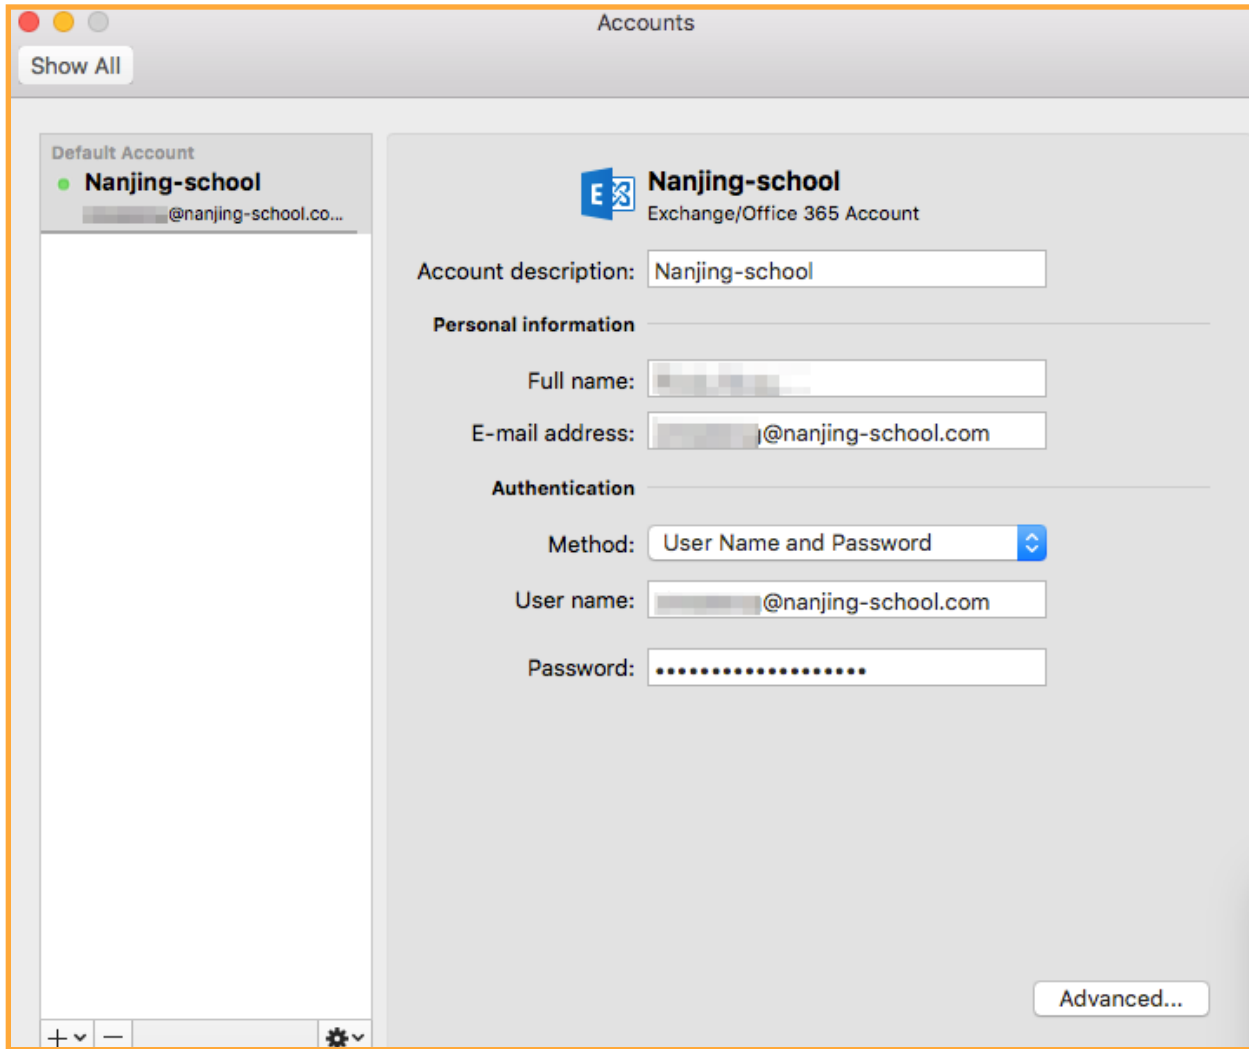 Accounts
Show All
Default Account
Nanjing-school
@nanjing-school.co...
Nanjing-school
Exchange/Office 365 Account
Account description: Nanjing-school
Personal information
Full name:
E-mail address: @nanjing-school.com
Authentication
Method: User Name and Password
User name: @nanjing-school.com
Password: •••••••••••••••••••
Advanced...